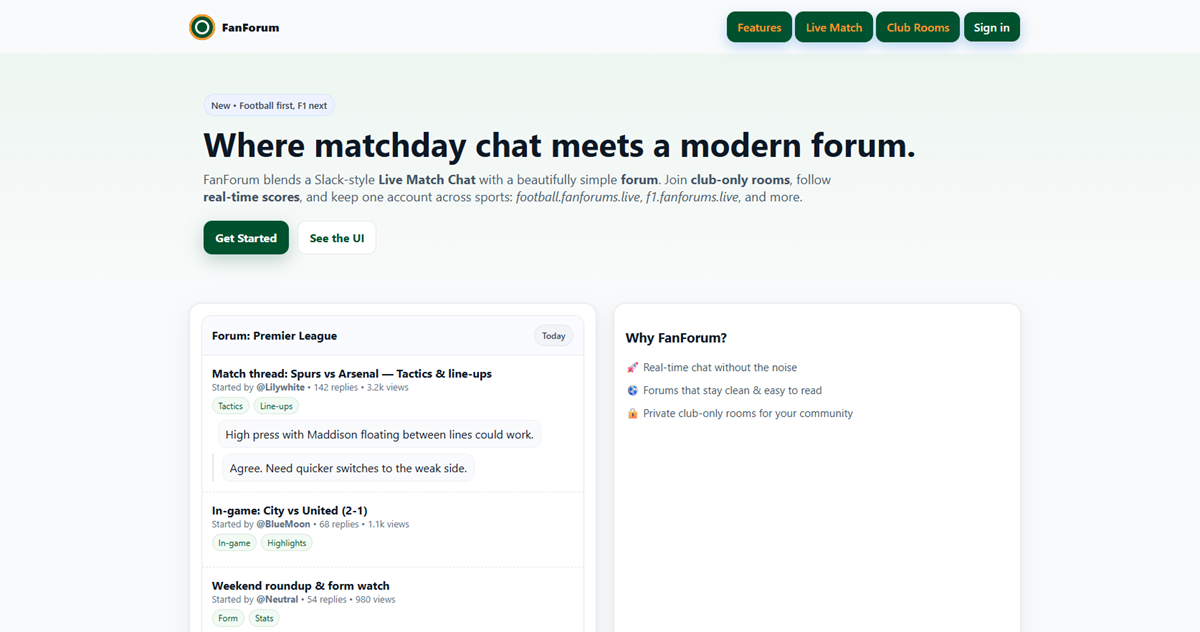 FanForum
Features
Live Match
Club Rooms
Sign in
New • Football first, F1 next
Where matchday chat meets a modern forum.
FanForum blends a Slack-style Live Match Chat with a beautifully simple forum. Join club-only rooms, follow
real-time scores, and keep one account across sports: football.fanforums.live, f1.fanforums.live, and more.
Get Started
See the UI
Forum: Premier League
Today
Match thread: Spurs vs Arsenal — Tactics & line-ups
Started by @Lilywhite • 142 replies • 3.2k views
Tactics
Line-ups
High press with Maddison floating between lines could work.
Agree. Need quicker switches to the weak side.
In-game: City vs United (2-1)
Started by @BlueMoon • 68 replies • 1.1k views
In-game
Highlights
Weekend roundup & form watch
Started by @Neutral • 54 replies • 980 views
Form
Stats
Why FanForum?
🚀 Real-time chat without the noise
🌎 Forums that stay clean & easy to read
🔒 Private club-only rooms for your community